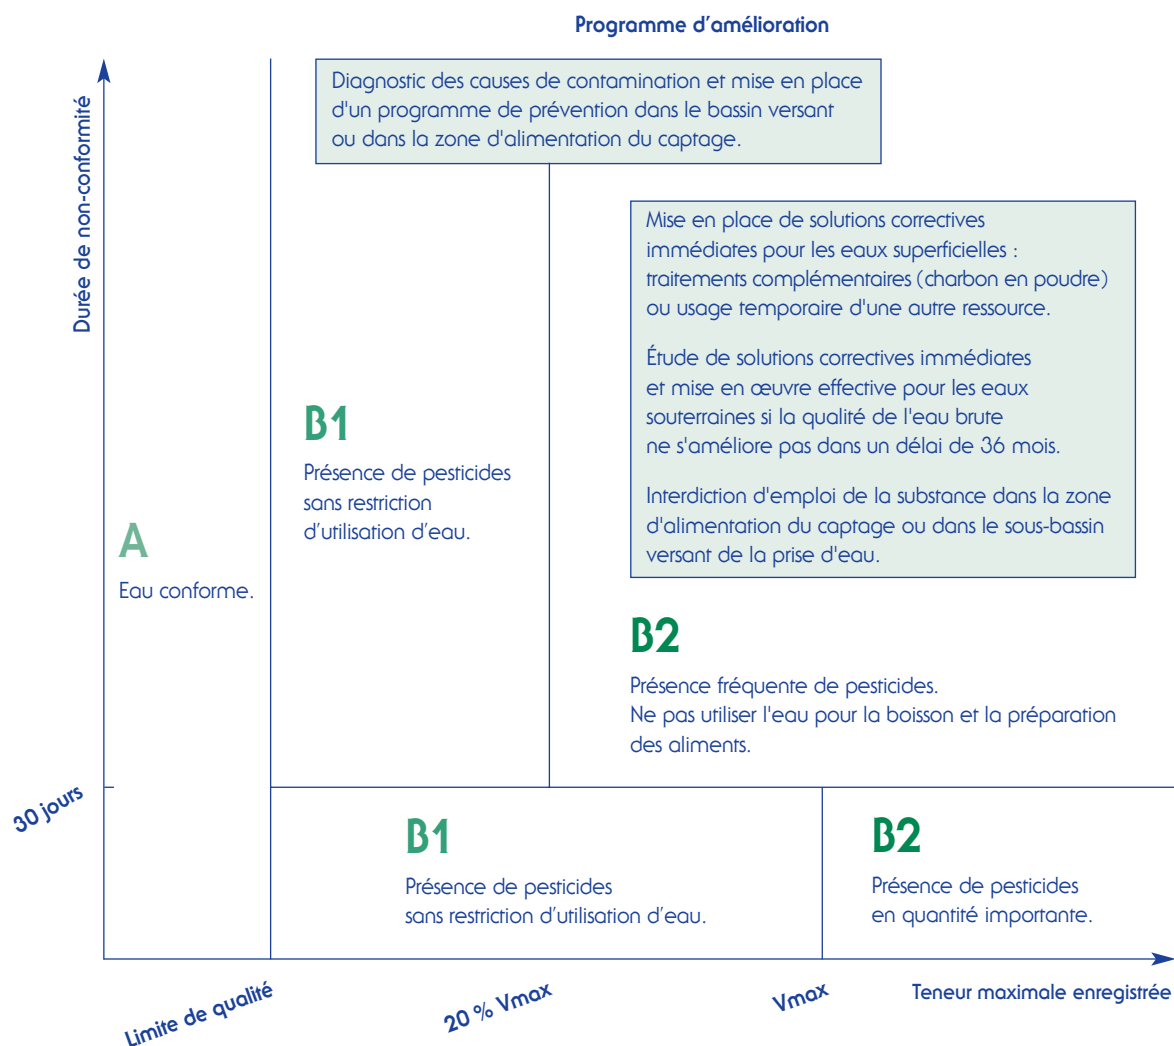 Programme d’amélioration
Durée de non-conformité
Diagnostic des causes de contamination et mise en place
d'un programme de prévention dans le bassin versant
ou dans la zone d'alimentation du captage.
Mise en place de solutions correctives
immédiates pour les eaux superficielles :
traitements complémentaires (charbon en poudre)
ou usage temporaire d'une autre ressource.
Étude de solutions correctives immédiates
et mise en œuvre effective pour les eaux
souterraines si la qualité de l'eau brute
ne s'améliore pas dans un délai de 36 mois.
Interdiction d'emploi de la substance dans la zone
d'alimentation du captage ou dans le sous-bassin
versant de la prise d'eau.
B1
Présence de pesticides
sans restriction
d’utilisation d’eau.
A
Eau conforme.
B2
Présence fréquente de pesticides.
Ne pas utiliser l'eau pour la boisson et la préparation
des aliments.
30 jours
B1
Présence de pesticides
sans restriction d’utilisation d’eau.
B2
Présence de pesticides
en quantité importante.
Limite de qualité
20 % Vmax
Vmax
Teneur maximale enregistrée